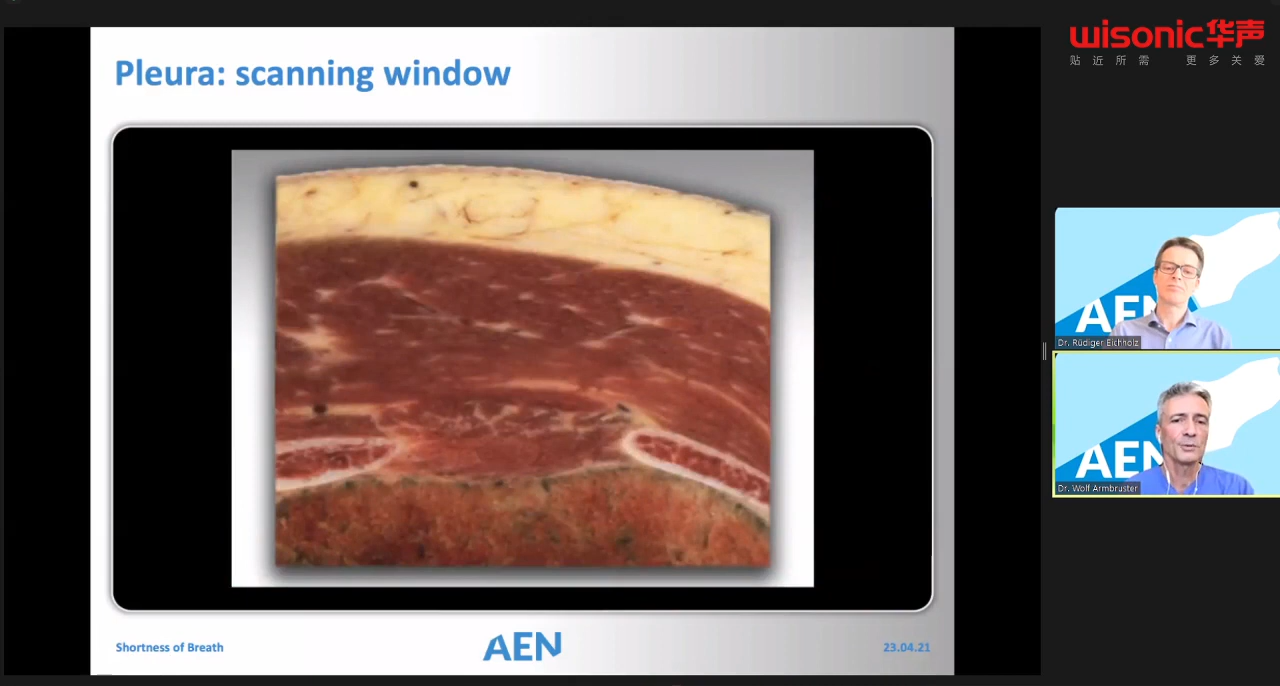 Pleura: scanning window
wisonic华声
贴近所需 更多关爱
AEN
Dr. Rüdiger Eichholz
AEN
Dr. Wolf Armbruster
Shortness of Breath
AEN
23.04.21